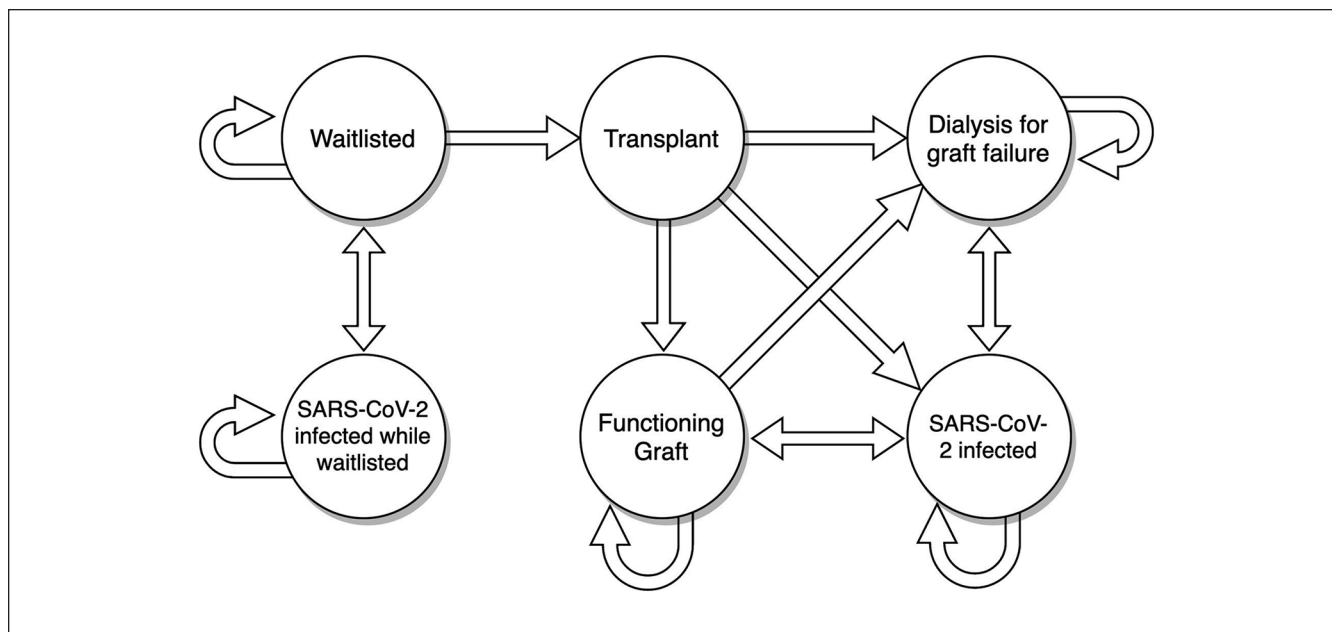 Waitlisted
Transplant
Dialysis for
graft failure
SARS-CoV-2
infected while
waitlisted
Functioning
Graft
SARS-CoV-
2 infected